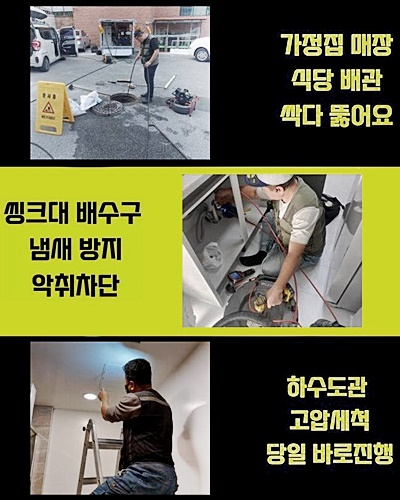 가정집 매장
식당 배관
싹다 뚫어요
씽크대 배수구
냄새 방지
악취차단
하수도관
고압세척
당일 바로진행